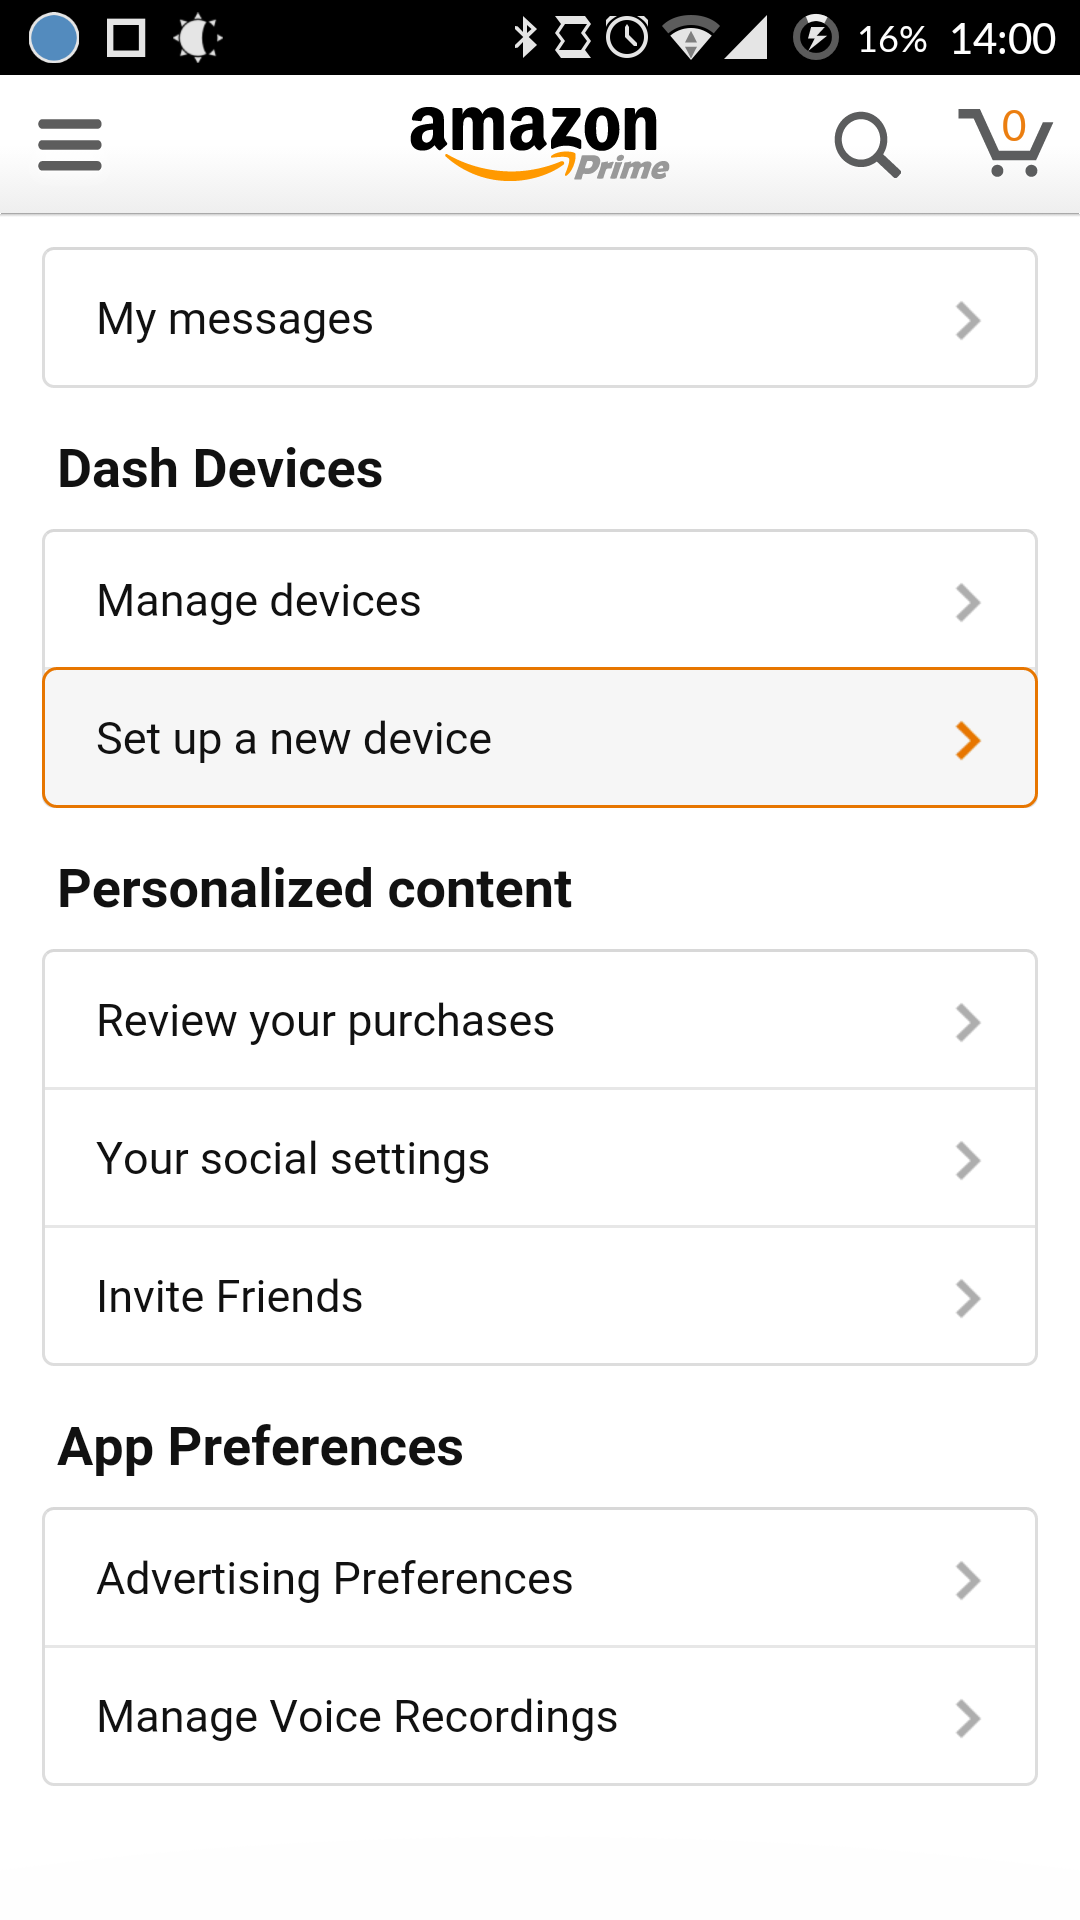 16% 14:00
amazon
Prime
0
My messages
Dash Devices
Manage devices
Set up a new device
Personalized content
Review your purchases
Your social settings
Invite Friends
App Preferences
Advertising Preferences
Manage Voice Recordings